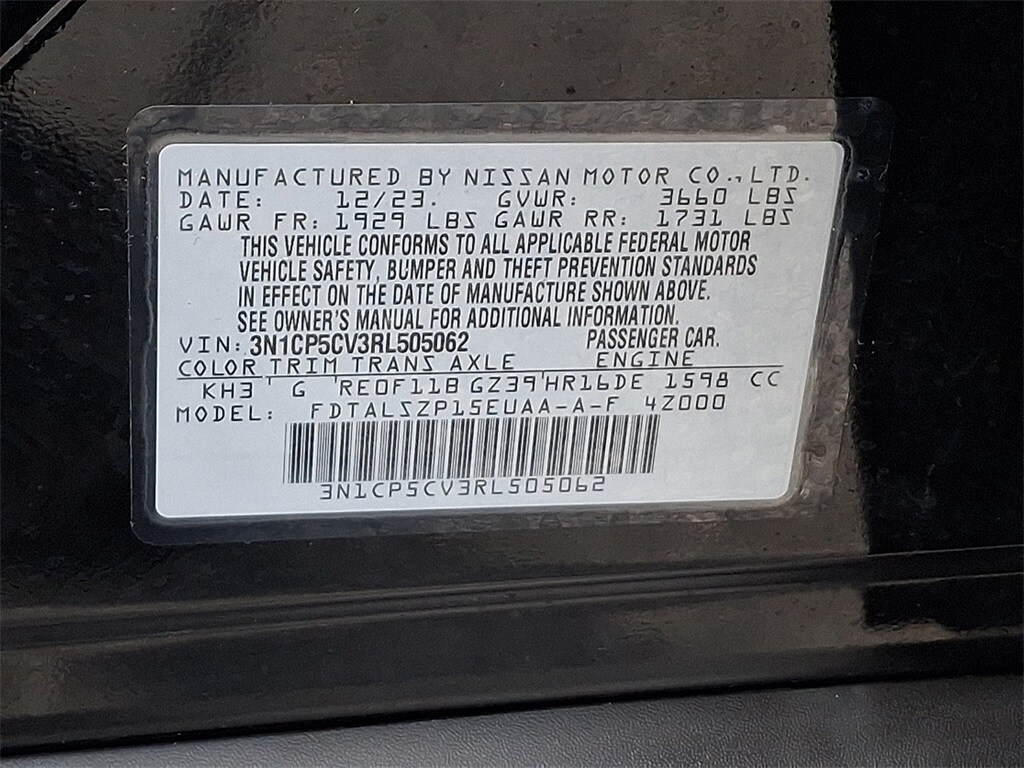 MANUFACTURED BY NISSAN MOTOR CO., LTD.
DATE: 12/23. GVWR: 3660 LBS
GAWR FR: 1929 LBS GAWR RR: 1731 LBS
THIS VEHICLE CONFORMS TO ALL APPLICABLE FEDERAL MOTOR
VEHICLE SAFETY, BUMPER AND THEFT PREVENTION STANDARDS
IN EFFECT ON THE DATE OF MANUFACTURE SHOWN ABOVE.
SEE OWNER'S MANUAL FOR ADDITIONAL INFORMATION.
VIN: 3N1CP5CV3RL505062 PASSENGER CAR.
COLOR TRIM TRANS AXLE ENGINE
KH3 ' G 'RE0F11B GZ39'HR16DE 1598 CC
MODEL: FDTALSZP15EUAA-A-F 4Z000
3N1CP5CV3RL505062